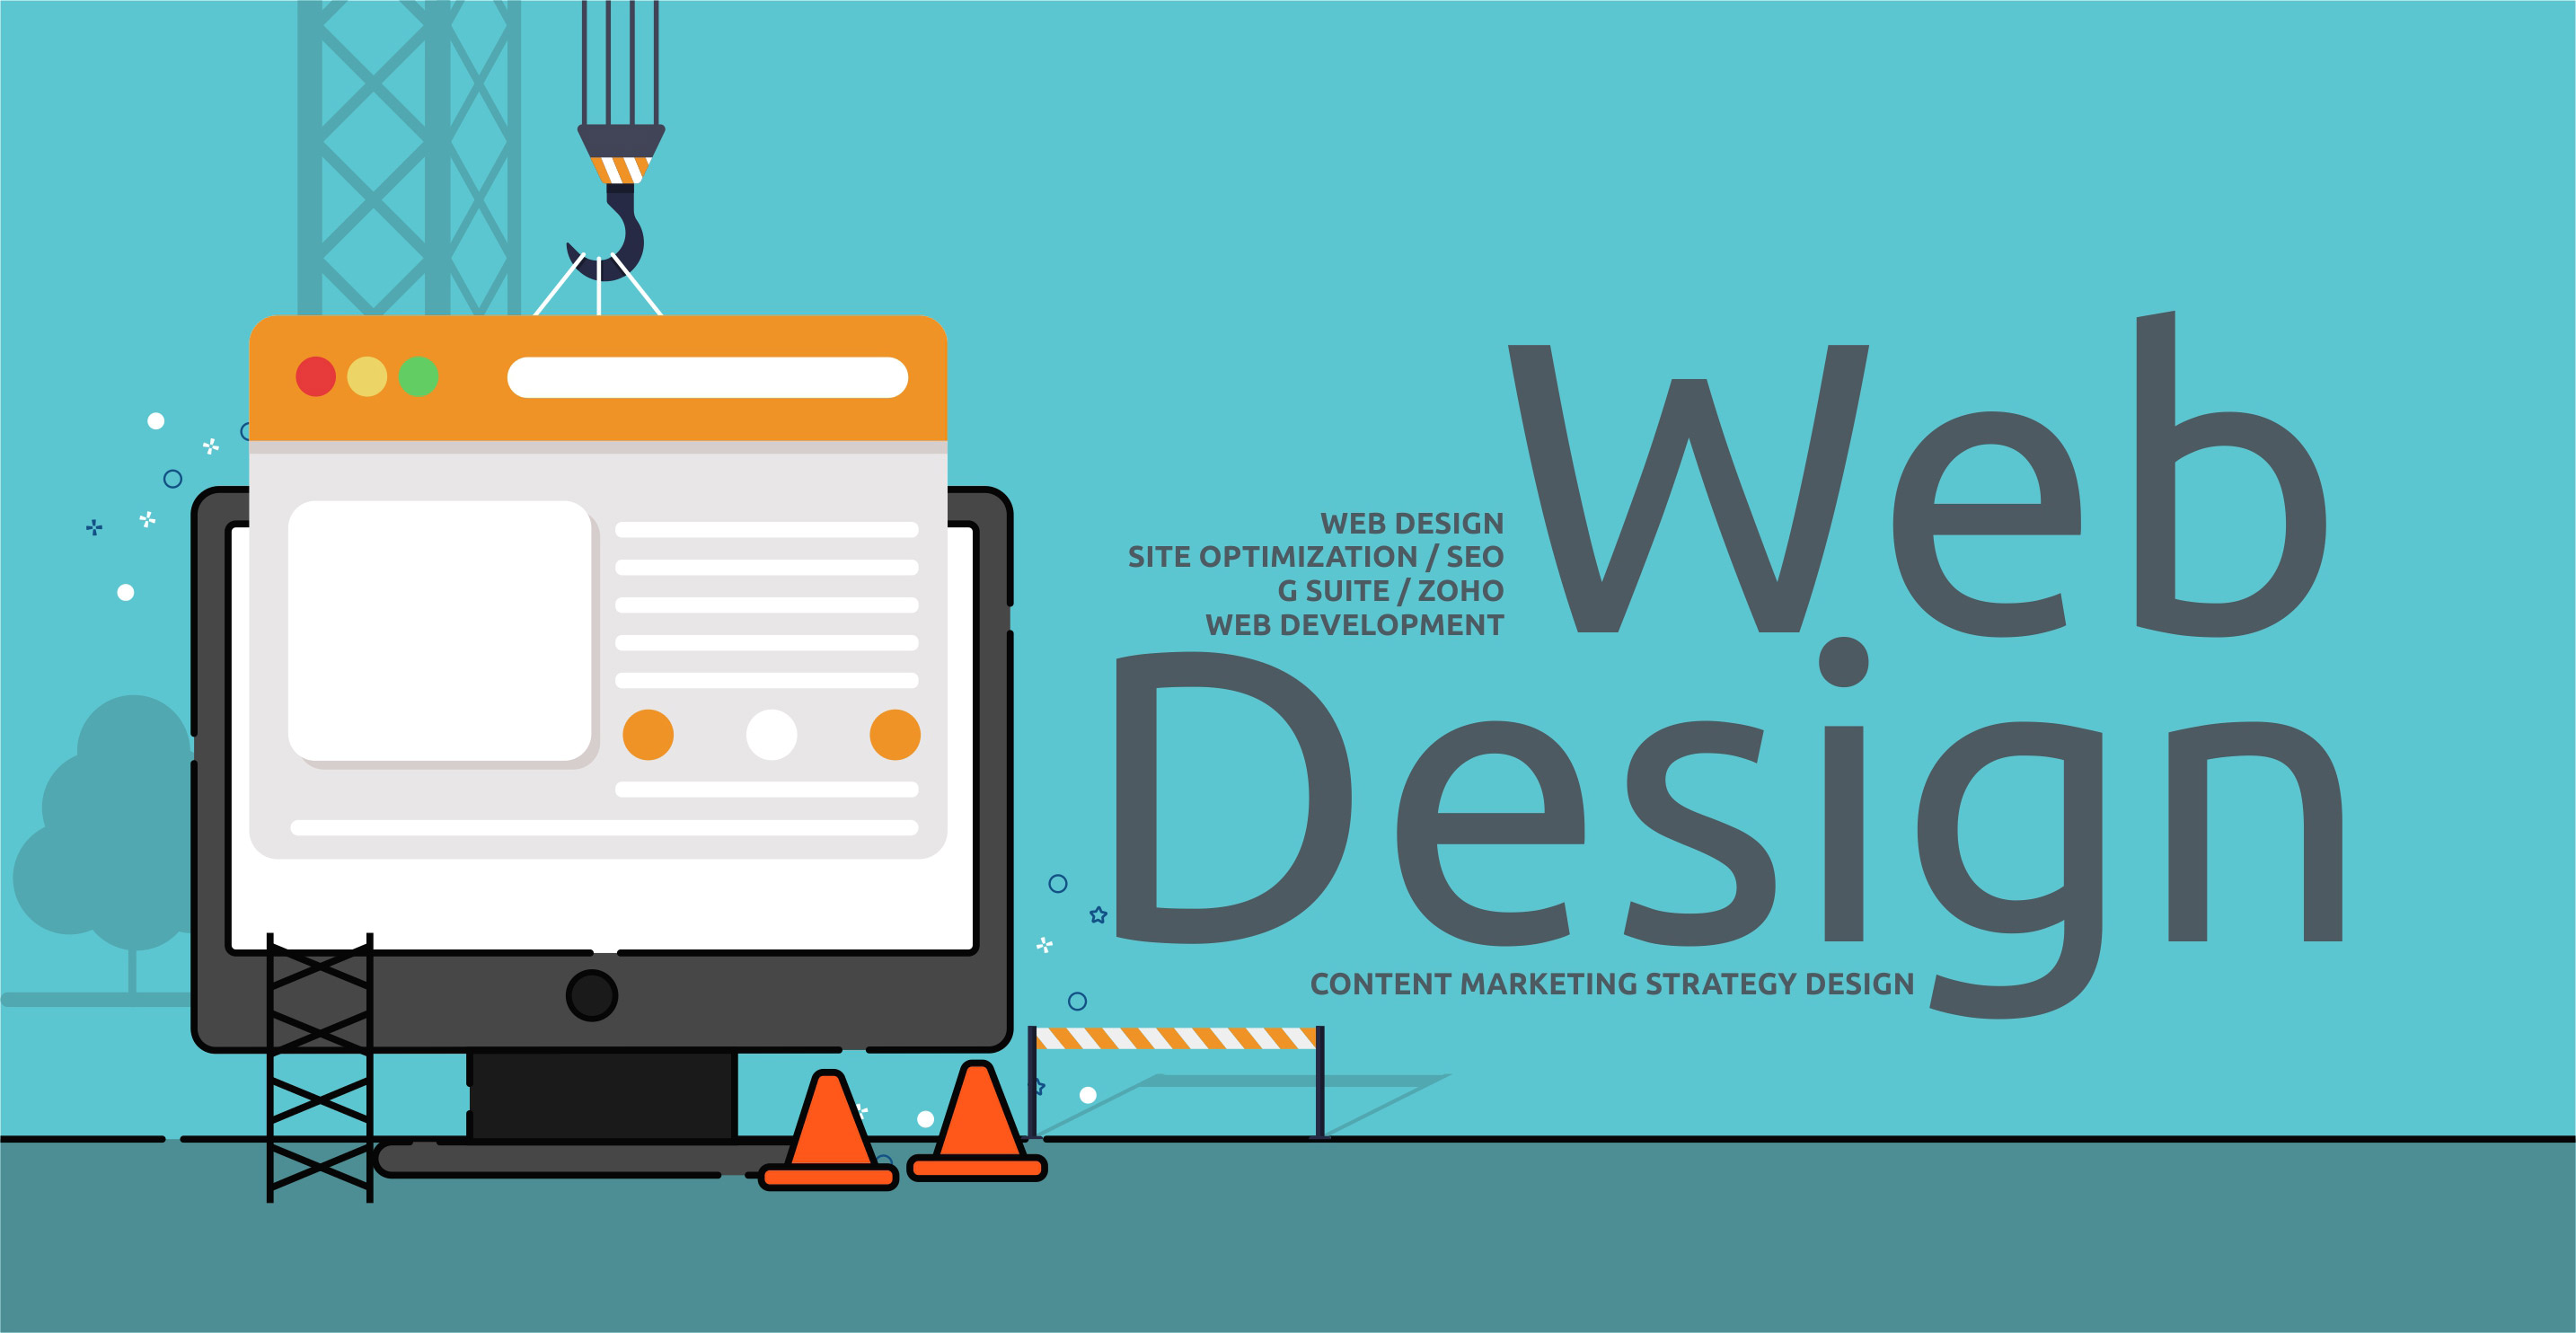 Web
WEB DESIGN
SITE OPTIMIZATION / SEO
G SUITE / ZOHO
WEB DEVELOPMENT
Design
CONTENT MARKETING STRATEGY DESIGN